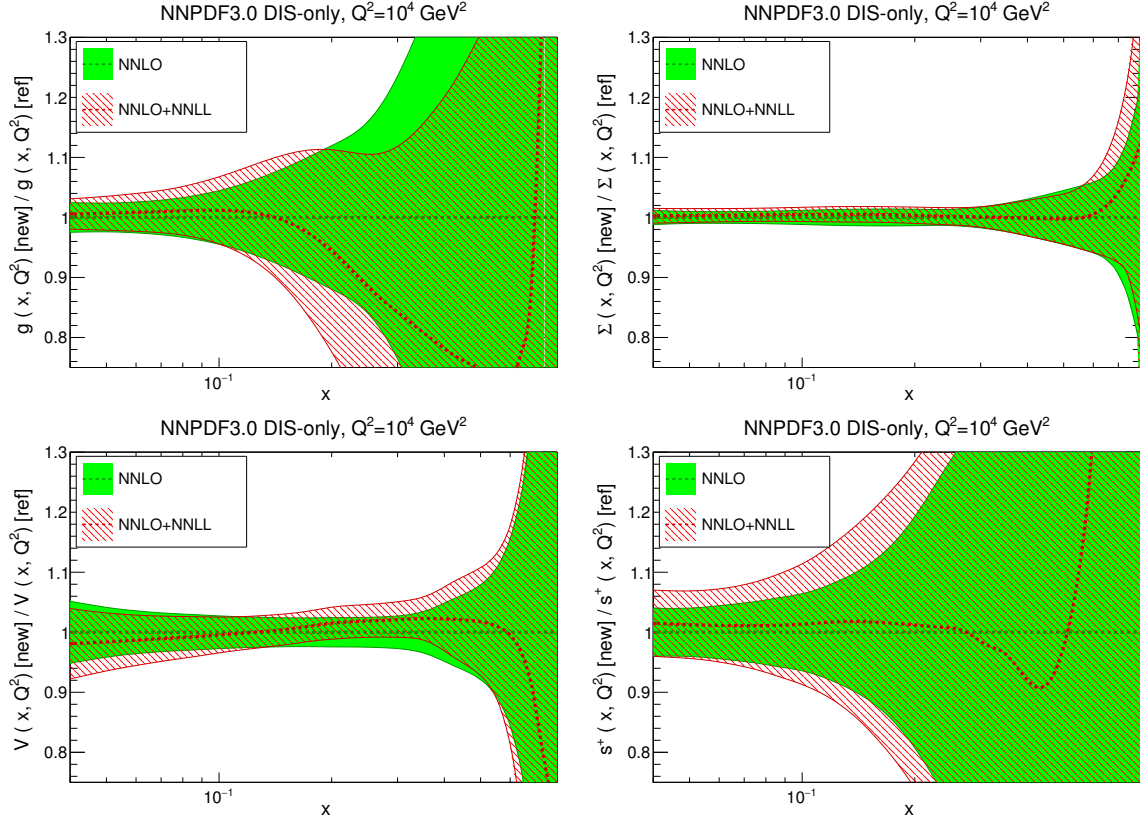 NNPDF3.0 DIS-only, Q²=10⁴ GeV²
g ( x, Q²) [new] / g ( x, Q²) [ref]
1.3
1.2
1.1
1
0.9
0.8
NNLO
NNLO+NNLL
10⁻¹
x
NNPDF3.0 DIS-only, Q²=10⁴ GeV²
Σ ( x, Q²) [new] / Σ ( x, Q²) [ref]
1.3
1.2
1.1
1
0.9
0.8
NNLO
NNLO+NNLL
10⁻¹
x
NNPDF3.0 DIS-only, Q²=10⁴ GeV²
V ( x, Q²) [new] / V ( x, Q²) [ref]
1.3
1.2
1.1
1
0.9
0.8
NNLO
NNLO+NNLL
10⁻¹
x
NNPDF3.0 DIS-only, Q²=10⁴ GeV²
s⁺ ( x, Q²) [new] / s⁺ ( x, Q²) [ref]
1.3
1.2
1.1
1
0.9
0.8
NNLO
NNLO+NNLL
10⁻¹
x